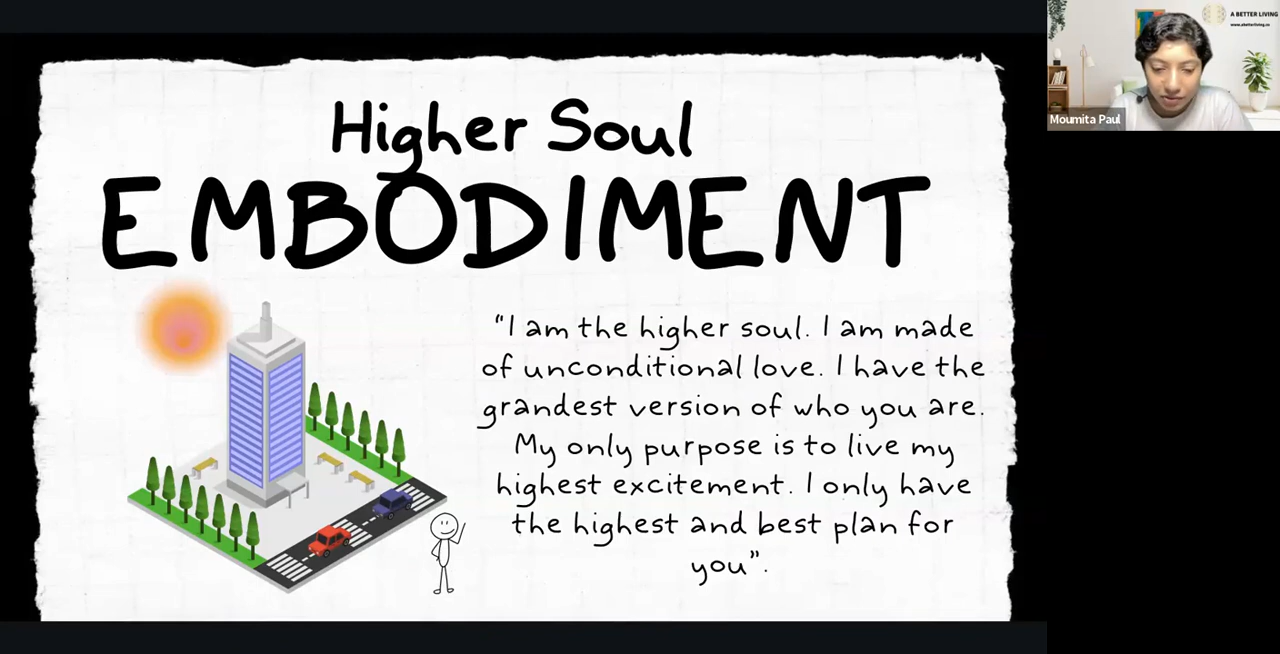 Higher Soul
EMBODIMENT
"I am the higher soul. I am made
of unconditional love. I have the
grandest version of who you are.
My only purpose is to live my
highest excitement. I only have
the highest and best plan for
you".
A BETTER LIVING
www.abetterliving.in
Moumita Paul